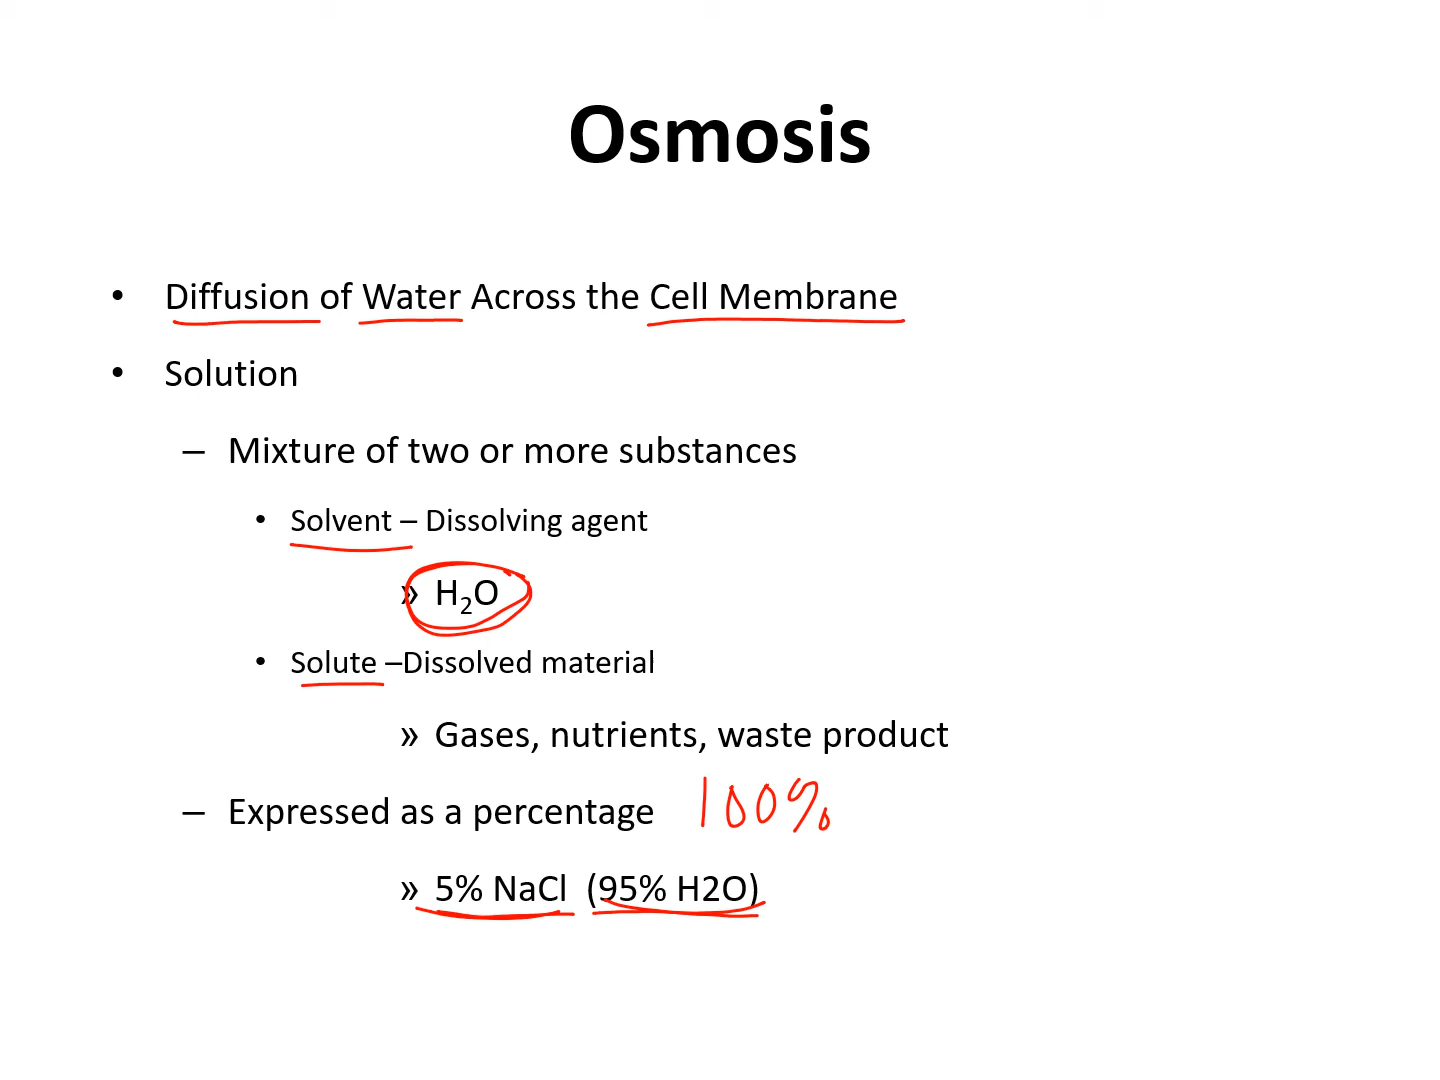 Osmosis
• Diffusion of Water Across the Cell Membrane
• Solution
– Mixture of two or more substances
• Solvent – Dissolving agent
» H₂O
• Solute –Dissolved material
» Gases, nutrients, waste product
– Expressed as a percentage 100%
» 5% NaCl (95% H2O)